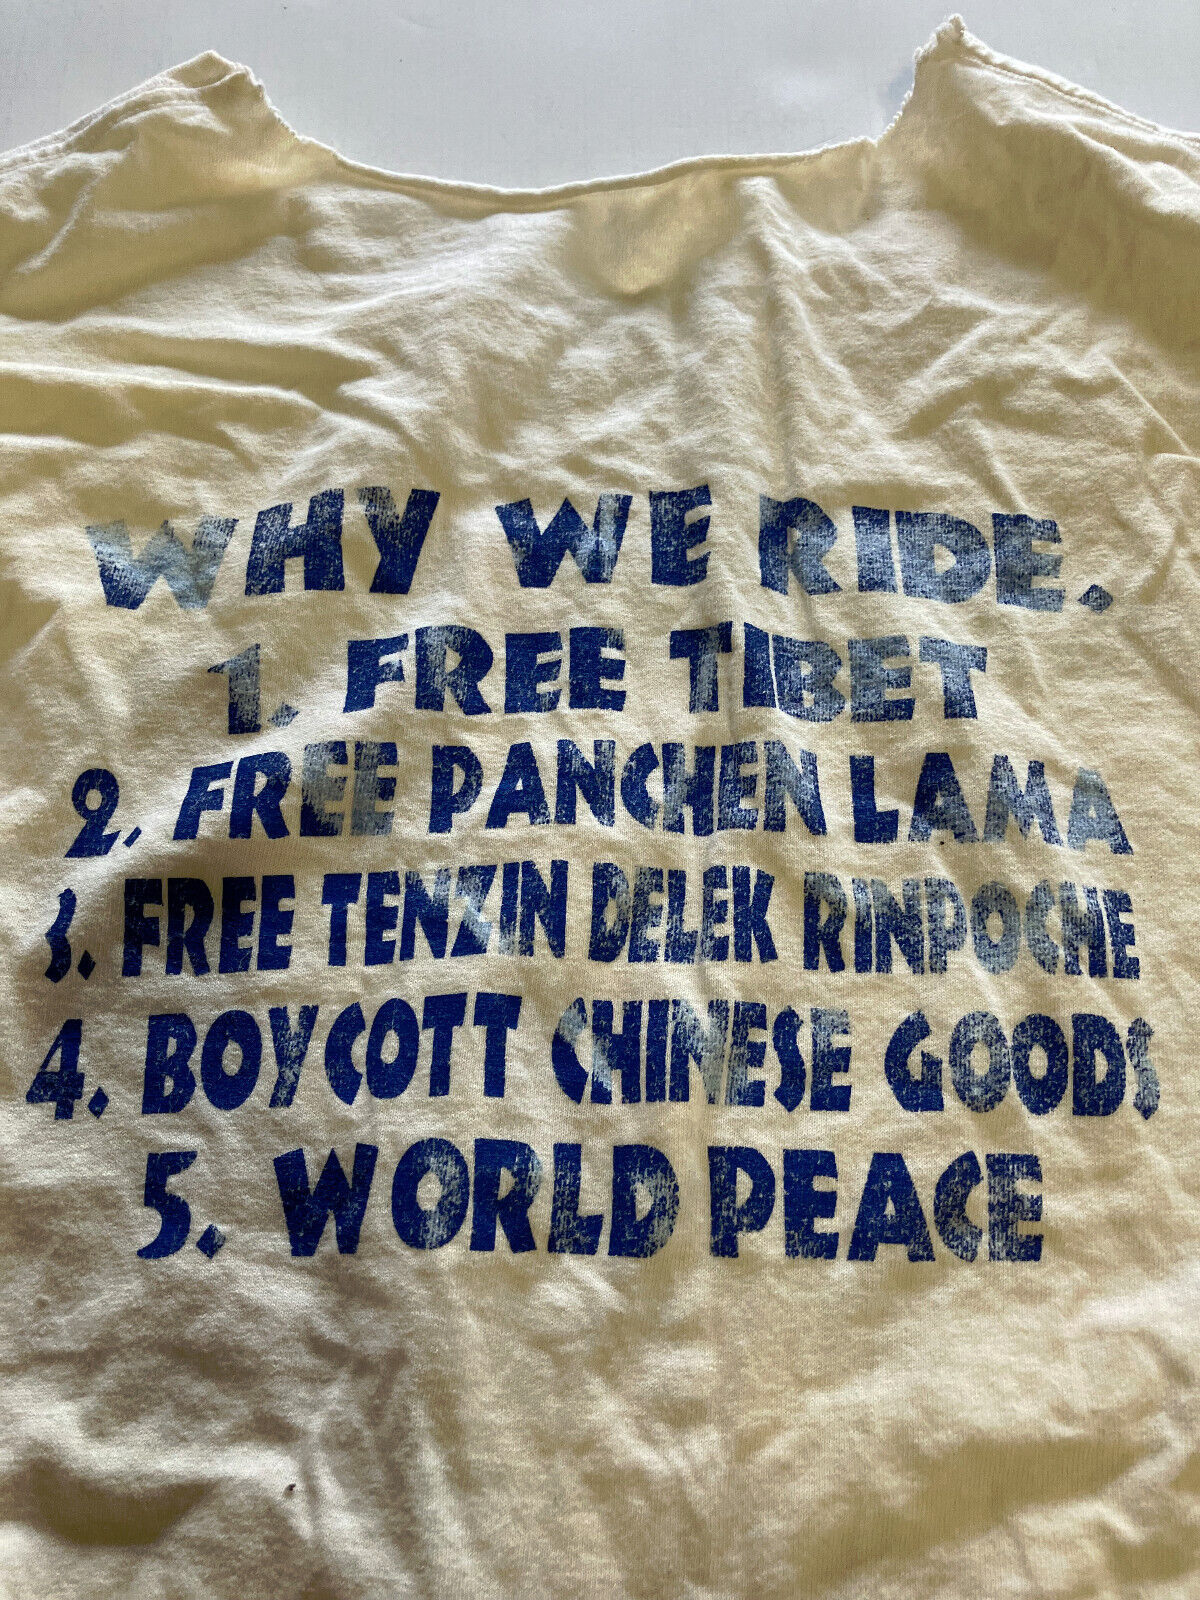 WHY WE RIDE.
1. FREE TIBET
2. FREE PANCHEN LAMA
3. FREE TENZIN DELEK RINPOCHE
4. BOYCOTT CHINESE GOODS
5. WORLD PEACE